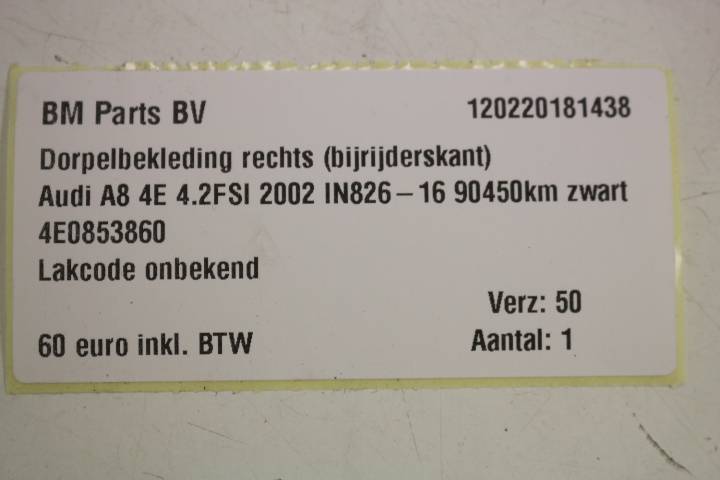 BM Parts BV 120220181438
Dorpelbekleding rechts (bijrijderskant)
Audi A8 4E 4.2FSI 2002 IN826-16 90450km zwart
4E0853860
Lakcode onbekend
Verz: 50
60 euro inkl. BTW Aantal: 1